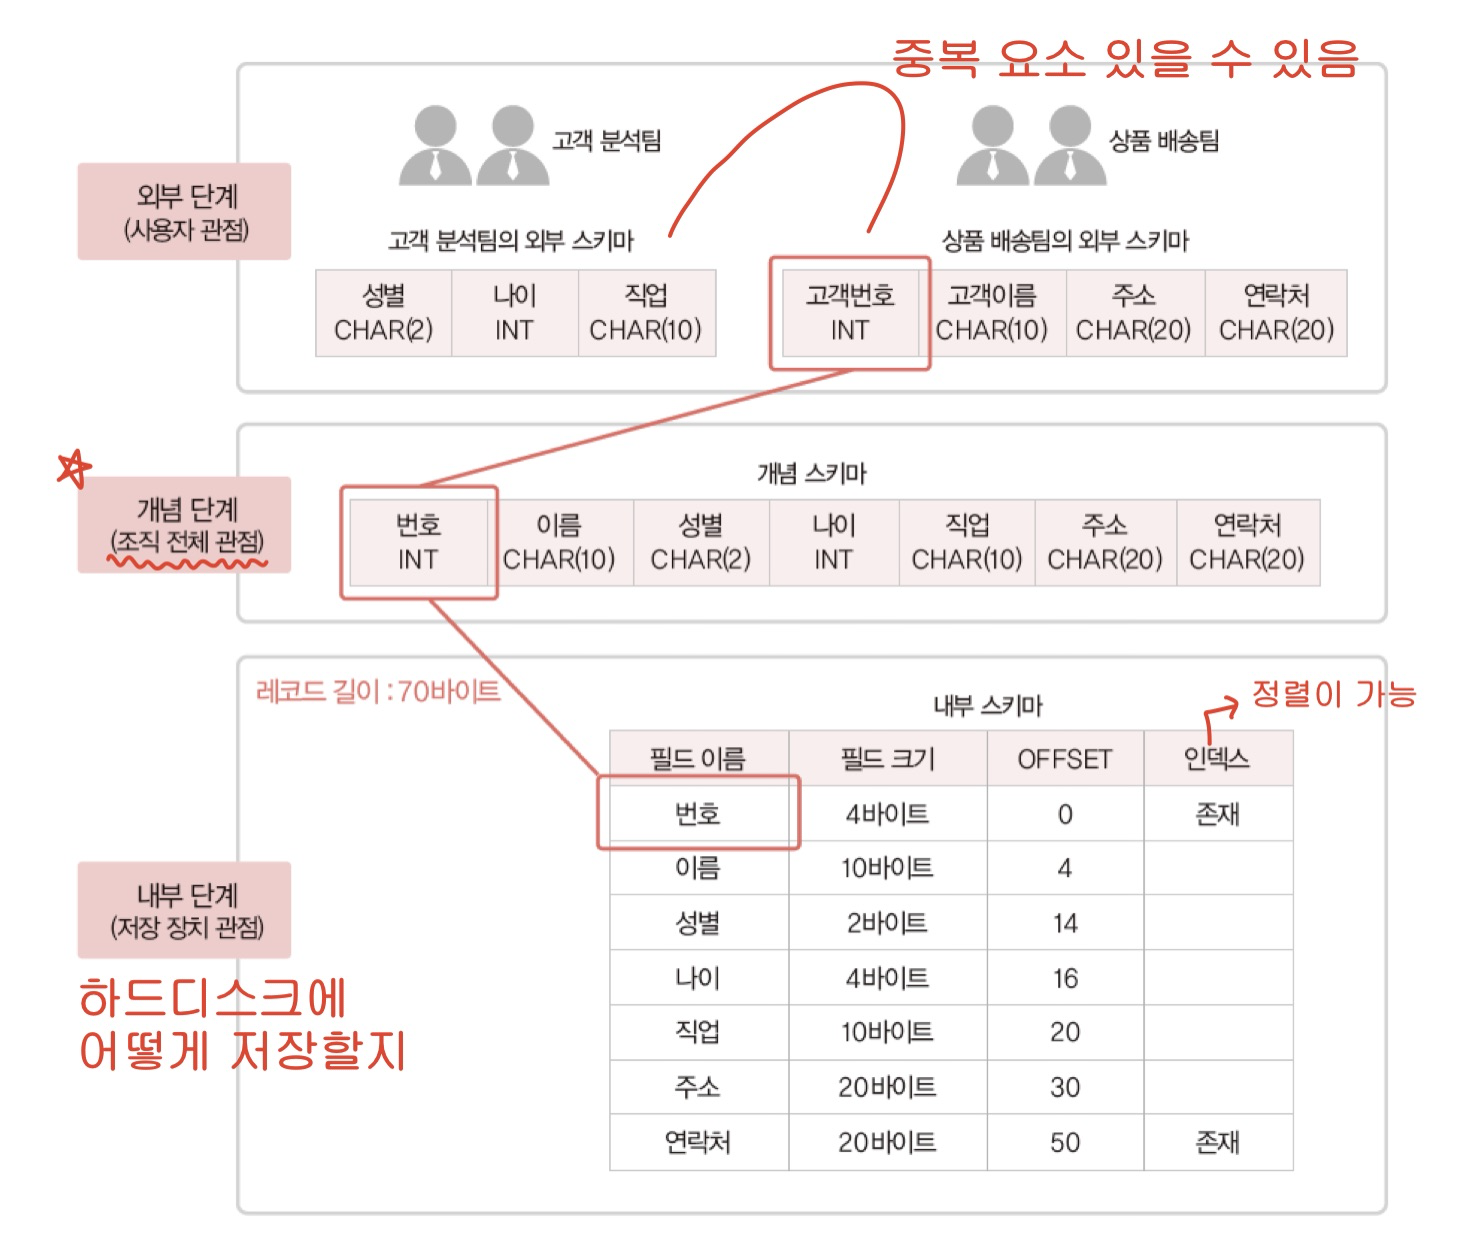 중복 요소 있을 수 있음
고객 분석팀
상품 배송팀
외부 단계
(사용자 관점)
고객 분석팀의 외부 스키마
상품 배송팀의 외부 스키마
성별 나이 직업
CHAR(2) INT CHAR(10)
고객번호 고객이름 주소 연락처
INT CHAR(10) CHAR(20) CHAR(20)
개념 단계
(조직 전체 관점)
개념 스키마
번호 이름 성별 나이 직업 주소 연락처
INT CHAR(10) CHAR(2) INT CHAR(10) CHAR(20) CHAR(20)
레코드 길이 : 70바이트
내부 스키마
정렬이 가능
필드 이름 필드 크기 OFFSET 인덱스
번호 4바이트 0 존재
이름 10바이트 4
성별 2바이트 14
나이 4바이트 16
직업 10바이트 20
주소 20바이트 30
연락처 20바이트 50 존재
내부 단계
(저장 장치 관점)
하드디스크에
어떻게 저장할지